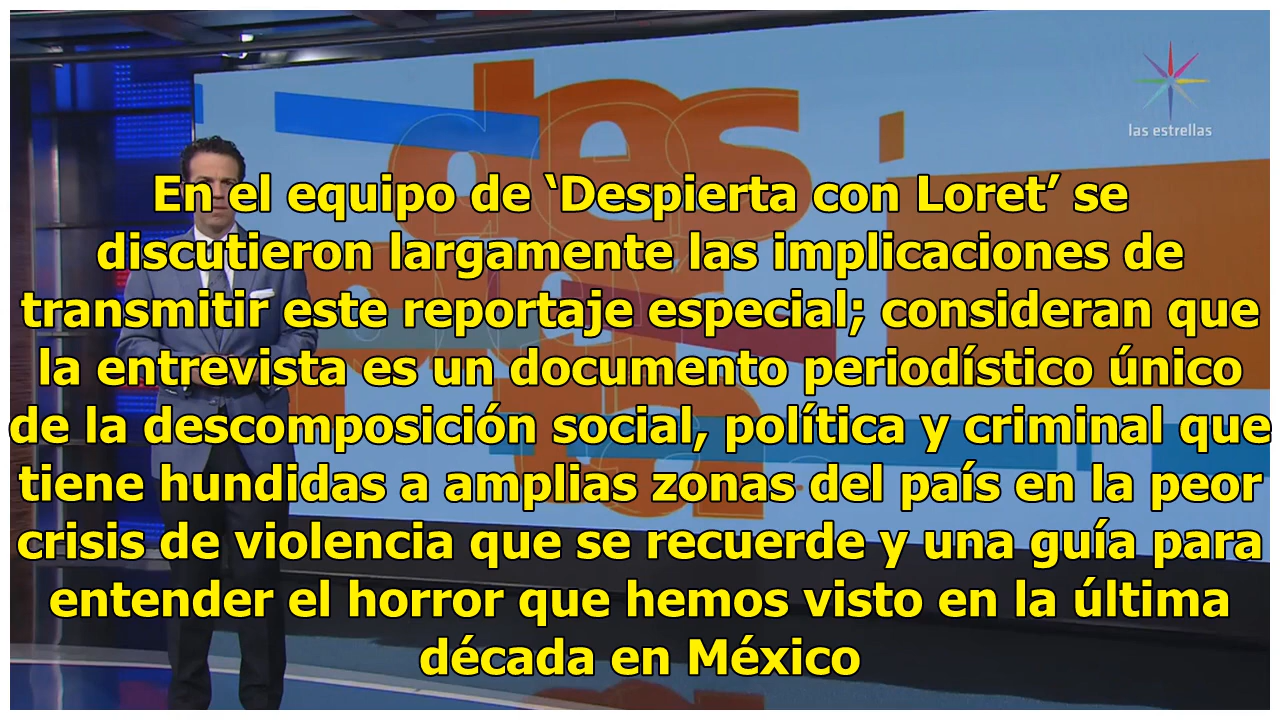 des
las estrellas
En el equipo de ‘Despierta con Loret’ se
discutieron largamente las implicaciones de
transmitir este reportaje especial; consideran que
la entrevista es un documento periodístico único
de la descomposición social, política y criminal que
tiene hundidas a amplias zonas del país en la peor
crisis de violencia que se recuerde y una guía para
entender el horror que hemos visto en la última
década en México